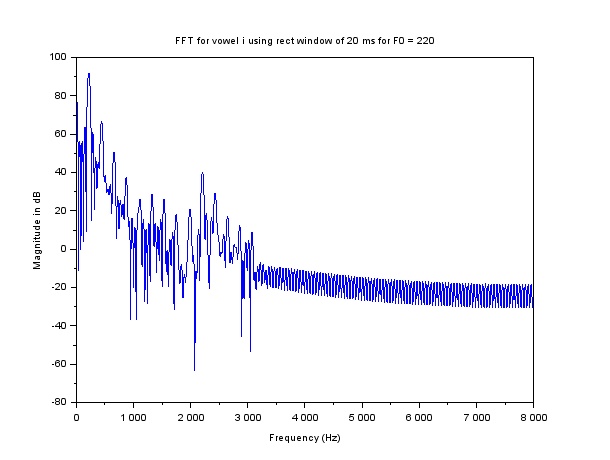 FFT for vowel i using rect window of 20 ms for F0 = 220
100
80
60
40
20
0
-20
-40
-60
-80
Magnitude in dB
0 1 000 2 000 3 000 4 000 5 000 6 000 7 000 8 000
Frequency (Hz)